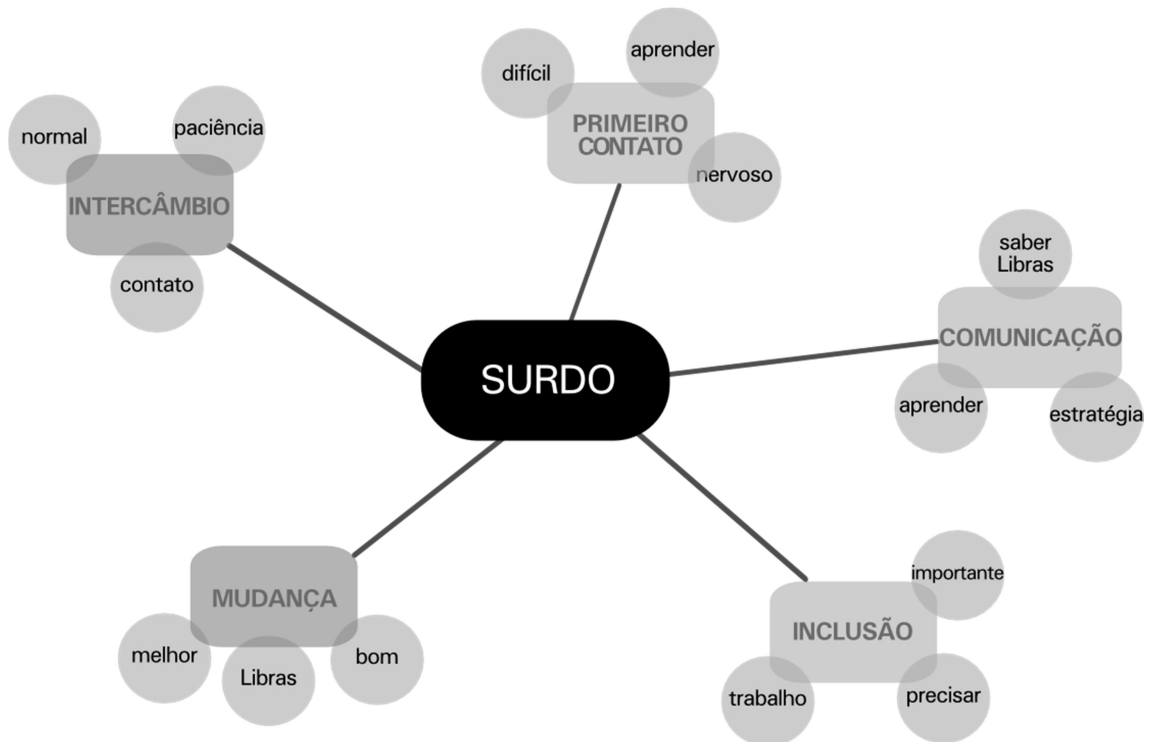 aprender
difícil
PRIMEIRO
CONTATO
nervoso
normal
paciência
INTERCÂMBIO
contato
saber
Libras
COMUNICAÇÃO
aprender
estratégia
SURDO
MUDANÇA
melhor
Libras
bom
importante
INCLUSÃO
trabalho
precisar